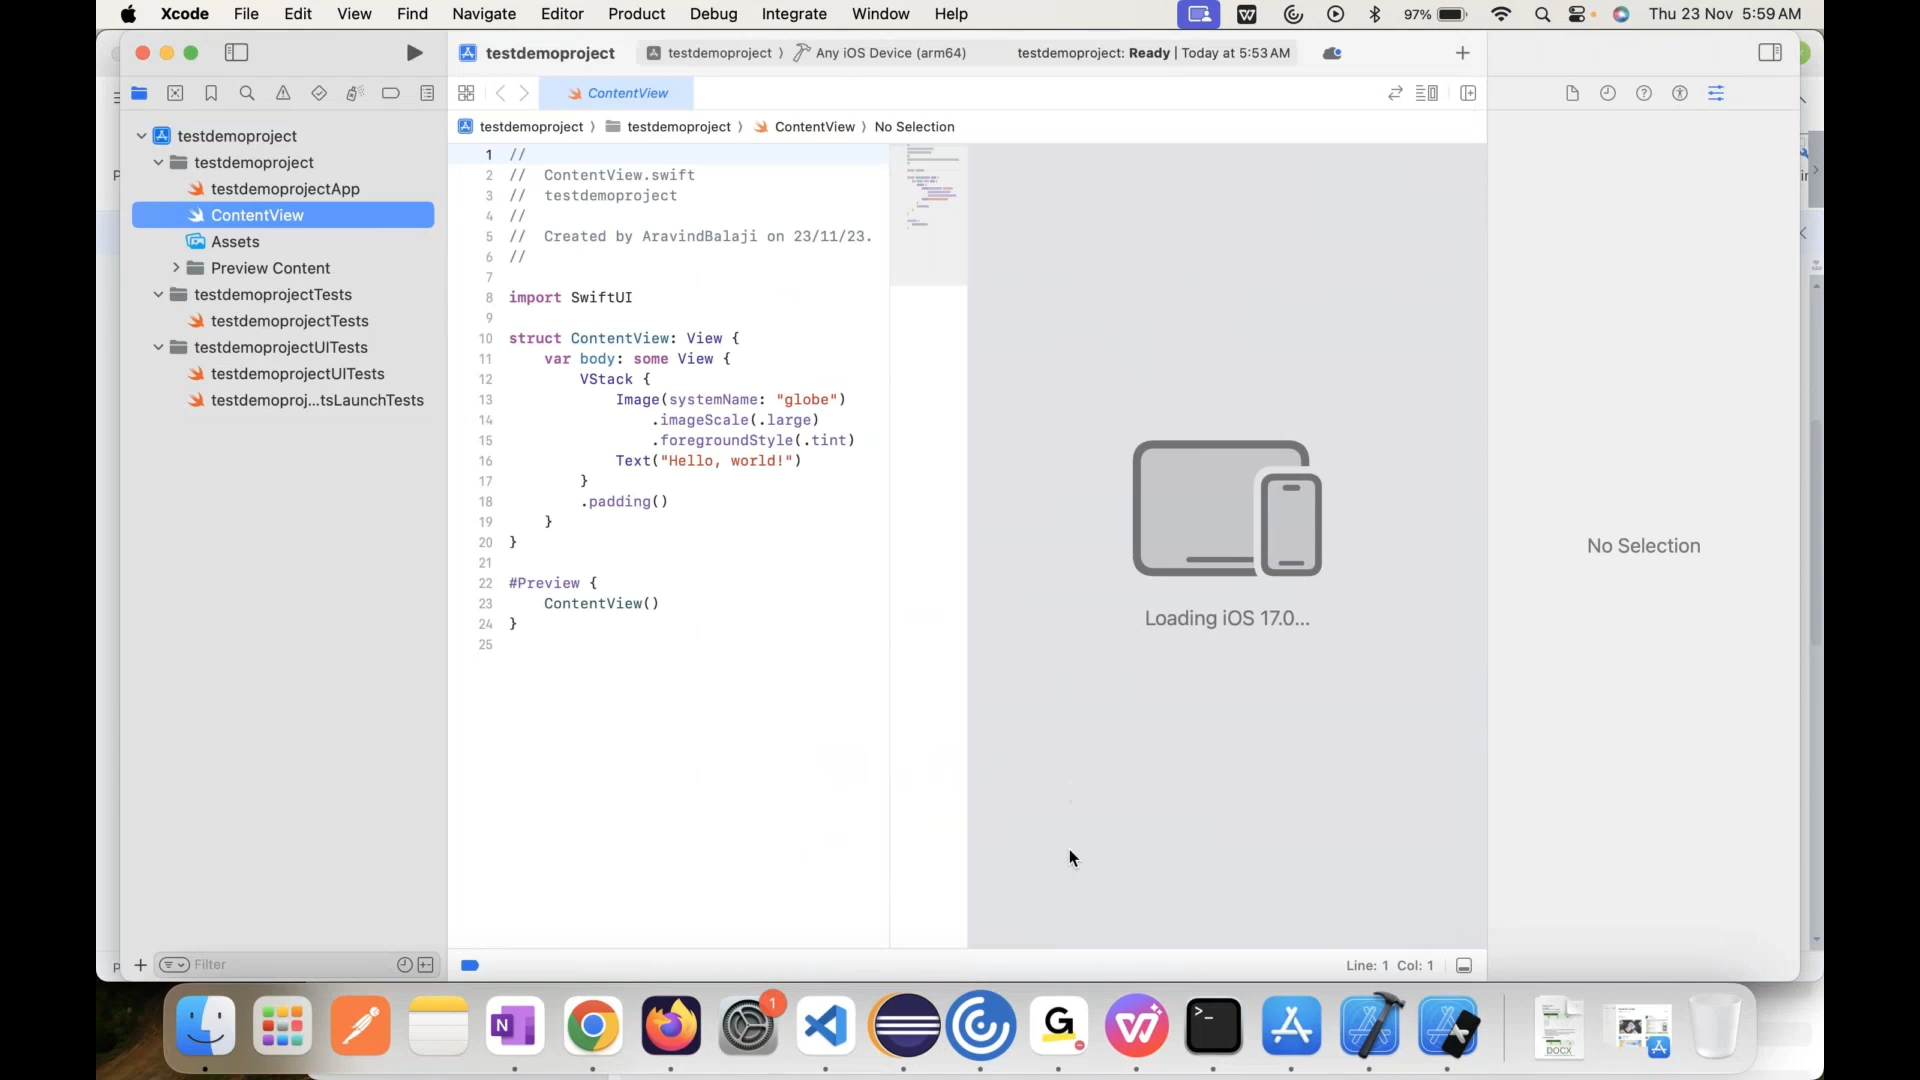 Xcode File Edit View Find Navigate Editor Product Debug Integrate Window Help 97% Thu 23 Nov 5:59 AM
testdemoproject testdemoproject Any iOS Device (arm64) testdemoproject: Ready | Today at 5:53 AM
ContentView
testdemoproject testdemoproject ContentView No Selection
testdemoproject
testdemoproject
testdemoprojectApp
ContentView
Assets
Preview Content
testdemoprojectTests
testdemoprojectTests
testdemoprojectUITests
testdemoprojectUITests
testdemoproj...tsLaunchTests
1 //
2 // ContentView.swift
3 // testdemoproject
4 //
5 // Created by AravindBalaji on 23/11/23.
6 //
7
8 import SwiftUI
9
10 struct ContentView: View {
11 var body: some View {
12 VStack {
13 Image(systemName: "globe")
14 .imageScale(.large)
15 .foregroundStyle(.tint)
16 Text("Hello, world!")
17 }
18 .padding()
19 }
20 }
21
22 #Preview {
23 ContentView()
24 }
25
Loading iOS 17.0...
No Selection
Filter
Line: 1 Col: 1
N
1
G
W
>_
DOCX